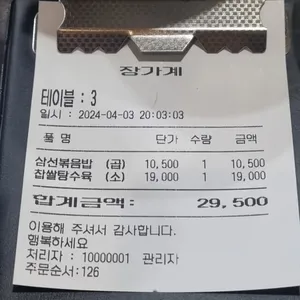 장가계
테이블 : 3
일시 : 2024-04-03 20:03:03
품 명 단가 수량 금액
삼선볶음밥 (곱) 10,500 1 10,500
찹쌀탕수육 (소) 19,000 1 19,000
합계금액: 29,500
이용해 주셔서 감사합니다.
행복하세요
처리자 : 10000001 관리자
주문순서:126